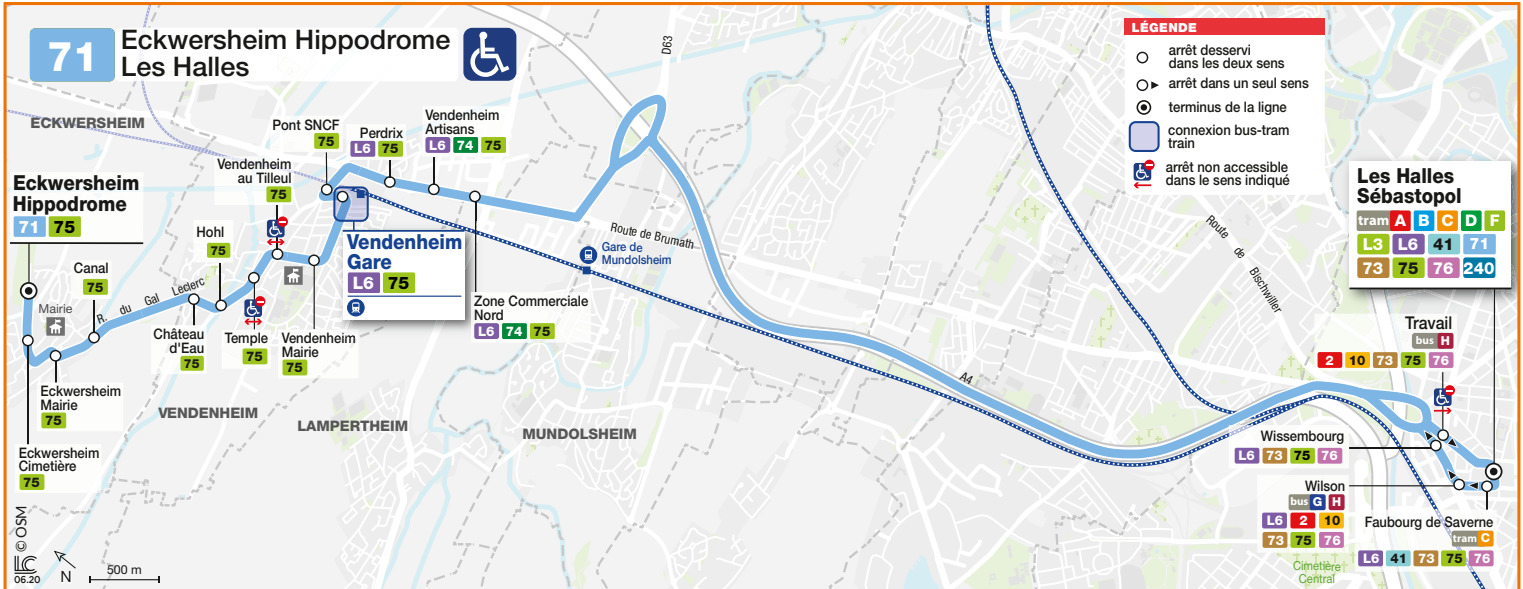 71
Eckwersheim Hippodrome
Les Halles
LÉGENDE
arrêt desservi
dans les deux sens
arrêt dans un seul sens
terminus de la ligne
connexion bus-tram
train
arrêt non accessible
dans le sens indiqué
ECKWERSHEIM
Eckwersheim
Hippodrome
71 75
Mairie
Canal
75
R. du Gal Leclerc
Eckwersheim
Mairie
75
Eckwersheim
Cimetière
75
Château
d'Eau
75
Hohl
75
Temple
75
Vendenheim
au Tilleul
75
Vendenheim
Mairie
75
Pont SNCF
75
Vendenheim
Gare
L6 75
Perdrix
L6 75
Vendenheim
Artisans
L6 74 75
Zone Commerciale
Nord
L6 74 75
D63
Route de Brumath
Gare de
Mundolsheim
VENDENHEIM
LAMPERTHEIM
MUNDOLSHEIM
A4
Route de Bischwiller
Les Halles
Sébastopol
tram A B C D F
L3 L6 41 71
73 75 76 240
Travail
bus H
2 10 73 75 76
Wissembourg
L6 73 75 76
Wilson
bus G H
L6 2 10
73 75 76
Faubourg de Saverne
tram C
L6 41 73 75 76
Cimetière
Central
© OSM
LC
06.20
N
500 m